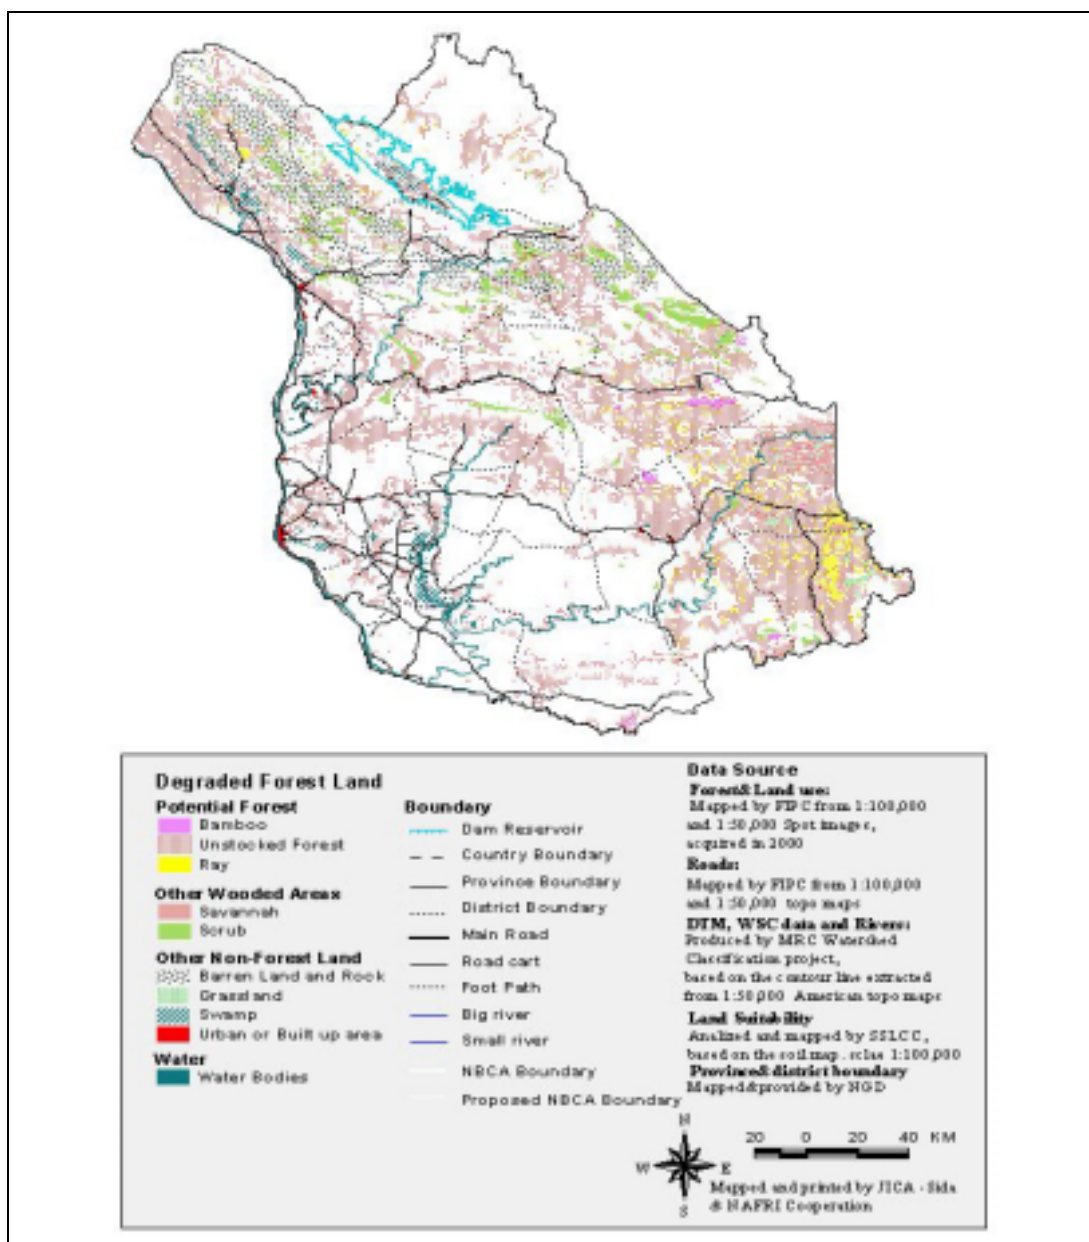 Degraded Forest Land
Potential Forest
Bamboo
Unstocked Forest
Ray
Other Wooded Areas
Savannah
Scrub
Other Non-Forest Land
Barren Land and Rook
Grassland
Swamp
Urban or Built up area
Water
Water Bodies
Boundary
Dam Reservoir
Country Boundary
Province Boundary
District Boundary
Main Road
Road cart
Foot Path
Big river
Small river
NBCA Boundary
Proposed NBCA Boundary
Data Source
Forest& Land use:
Mapped by FIPC from 1:100,000
and 1:50,000 Spot images,
acquired in 2000
Roads:
Mapped by FIPC from 1:100,000
and 1:50,000 topo maps
DTM, WSC data and Rivers:
Produced by MRC Watershed
Classification project,
based on the contour line extracted
from 1:50,000 American topo maps
Land Suitability
Analized and mapped by SSLCC,
based on the soil map. sclae 1:100,000
Province& district boundary
Mapped&provided by NGD
N
W E
S
20 0 20 40 KM
Mapped and printed by JICA - Sida
& NAFRI Cooperation